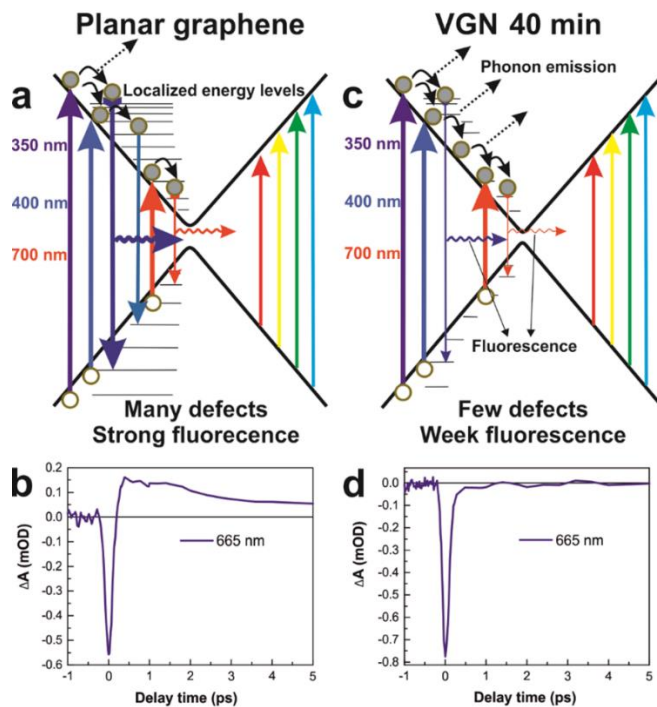 Planar graphene
VGN 40 min
a
Localized energy levels
350 nm
400 nm
700 nm
Many defects
Strong fluorecence
c
Phonon emission
350 nm
400 nm
700 nm
Fluorescence
Few defects
Week fluorescence
b
0.2
0.1
0.0
-0.1
-0.2
-0.3
-0.4
-0.5
-0.6
ΔA (mOD)
665 nm
-1 0 1 2 3 4 5
Delay time (ps)
d
0.0
-0.1
-0.2
-0.3
-0.4
-0.5
-0.6
-0.7
-0.8
ΔA (mOD)
665 nm
-1 0 1 2 3 4 5
Delay time (ps)